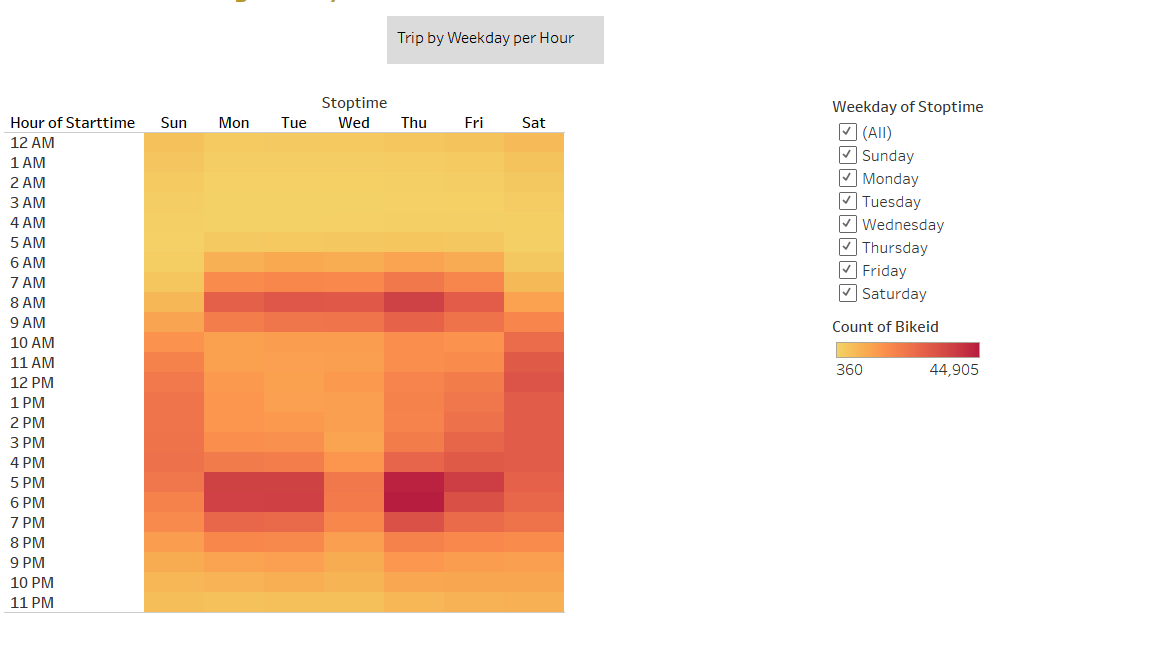 Trip by Weekday per Hour
Stoptime
Hour of Starttime Sun Mon Tue Wed Thu Fri Sat
12 AM
1 AM
2 AM
3 AM
4 AM
5 AM
6 AM
7 AM
8 AM
9 AM
10 AM
11 AM
12 PM
1 PM
2 PM
3 PM
4 PM
5 PM
6 PM
7 PM
8 PM
9 PM
10 PM
11 PM
Weekday of Stoptime
(All)
Sunday
Monday
Tuesday
Wednesday
Thursday
Friday
Saturday
Count of Bikeid
360 44,905